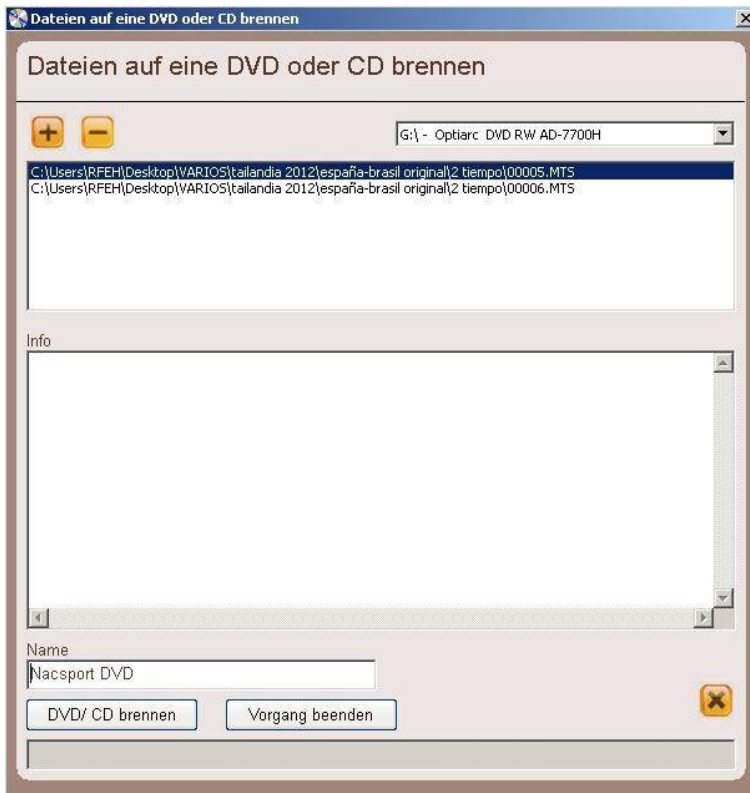 Dateien auf eine DVD oder CD brennen
Dateien auf eine DVD oder CD brennen
G:\ - Optiarc DVD RW AD-7700H
C:\Users\RFEH\Desktop\VARIOS\tailandia 2012\españa-brasil original\2 tiempo\00005.MTS
C:\Users\RFEH\Desktop\VARIOS\tailandia 2012\españa-brasil original\2 tiempo\00006.MTS
Info
Name
Nacsport DVD
DVD/ CD brennen
Vorgang beenden